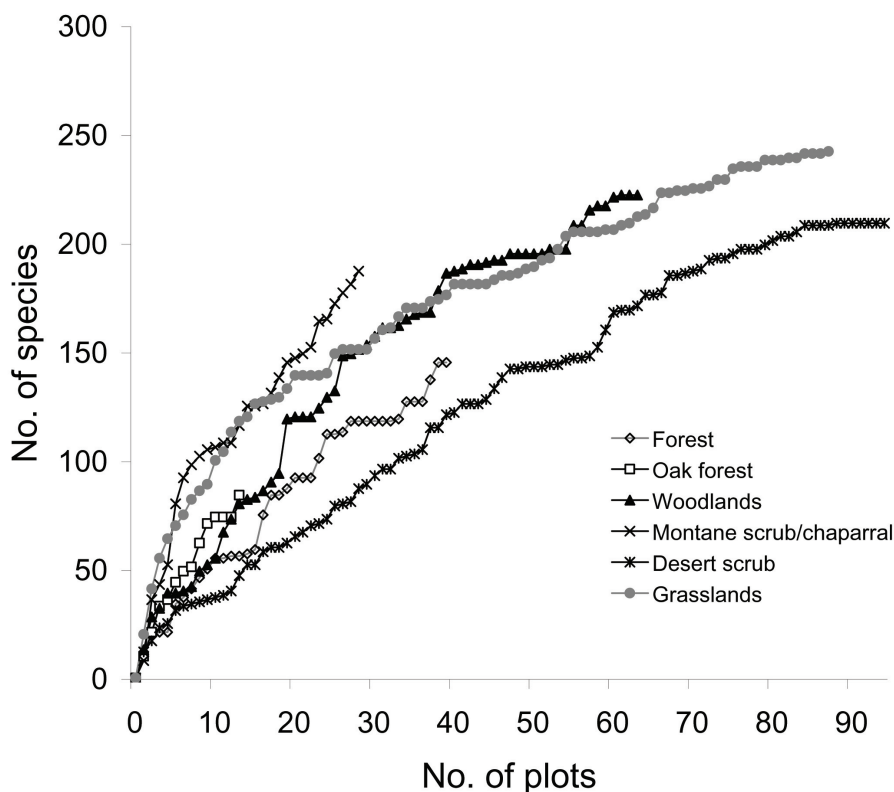 300
250
200
150
100
50
0
No. of species
0 10 20 30 40 50 60 70 80 90
No. of plots
Forest
Oak forest
Woodlands
Montane scrub/chaparral
Desert scrub
Grasslands